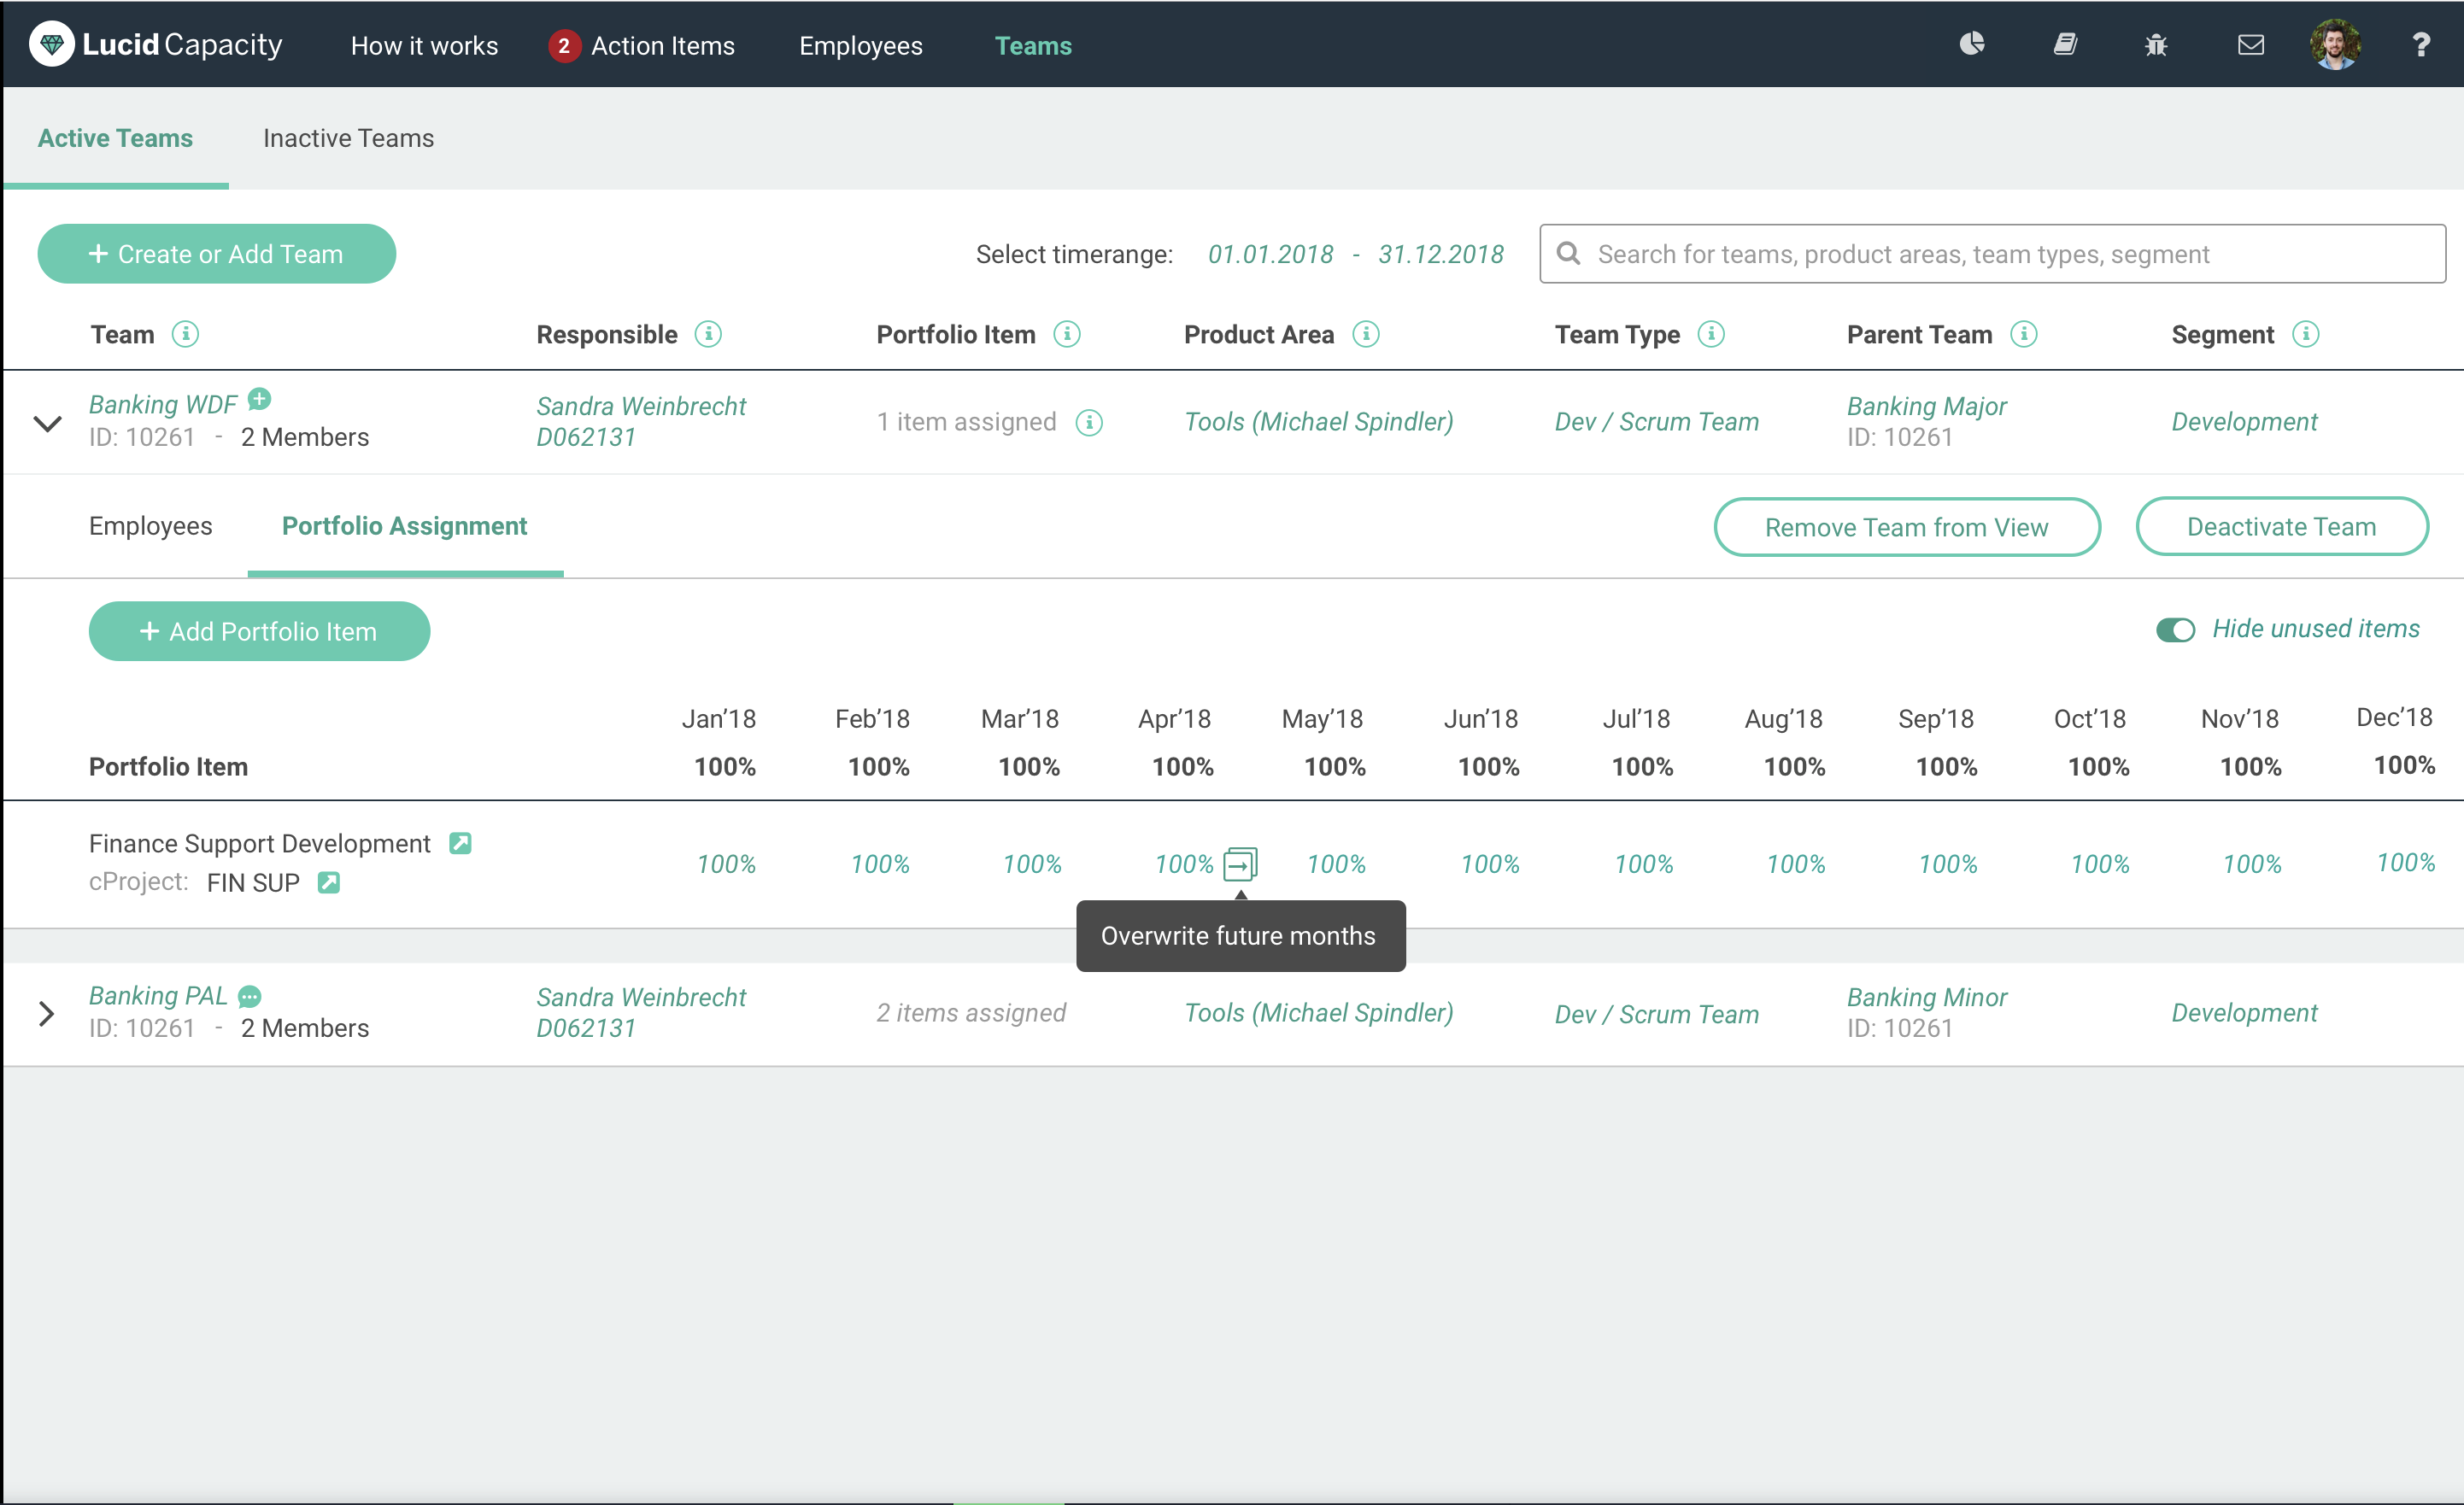 Lucid Capacity How it works 2 Action Items Employees Teams ?
Active Teams Inactive Teams
+ Create or Add Team Select timerange: 01.01.2018 - 31.12.2018 Search for teams, product areas, team types, segment
Team i Responsible i Portfolio Item i Product Area i Team Type i Parent Team i Segment i
Banking WDF + Sandra Weinbrecht 1 item assigned i Tools (Michael Spindler) Dev / Scrum Team Banking Major Development
ID: 10261 - 2 Members D062131 ID: 10261
Employees Portfolio Assignment Remove Team from View Deactivate Team
+ Add Portfolio Item Hide unused items
Jan’18 Feb’18 Mar’18 Apr’18 May’18 Jun’18 Jul’18 Aug’18 Sep’18 Oct’18 Nov’18 Dec’18
Portfolio Item 100% 100% 100% 100% 100% 100% 100% 100% 100% 100% 100% 100%
Finance Support Development
100% 100% 100% 100% 100% 100% 100% 100% 100% 100% 100% 100%
cProject: FIN SUP
Overwrite future months
Banking PAL Sandra Weinbrecht 2 items assigned Tools (Michael Spindler) Dev / Scrum Team Banking Minor Development
ID: 10261 - 2 Members D062131 ID: 10261